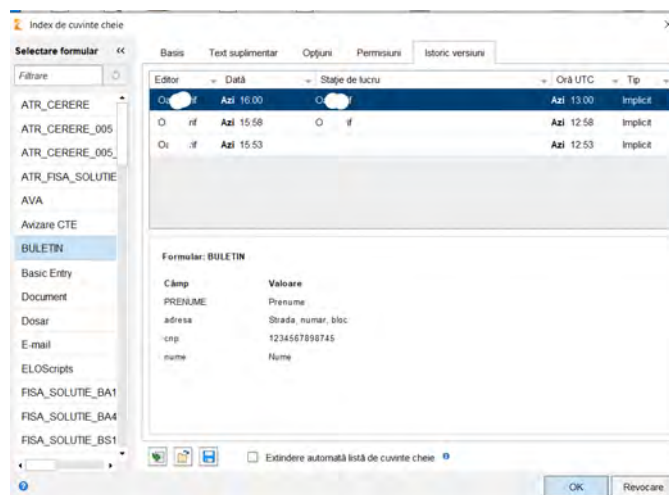 Index de cuvinte cheie
Selectare formular <<
Basis Text suplimentar Opțiuni Permisiuni Istoric versiuni
Filtrare
Editor Dată Stație de lucru Oră UTC Tip
Azi 16.00 Azi 13.00 Implicit
Azi 15:58 Azi 12:58 Implicit
Azi 15:53 Azi 12:53 Implicit
ATR_CERERE
ATR_CERERE_005
ATR_CERERE_005_
ATR_FISA_SOLUTIE
AVA
Avizare CTE
BULETIN
Basic Entry
Document
Dosar
E-mail
ELOScripts
FISA_SOLUTIE_BA1
FISA_SOLUTIE_BA4
FISA_SOLUTIE_BS1
Formular: BULETIN
Câmp Valoare
PRENUME Prenume
adresa Strada, numar, bloc
cnp 1234567898745
nume Nume
Extindere automată listă de cuvinte cheie
OK Revocare